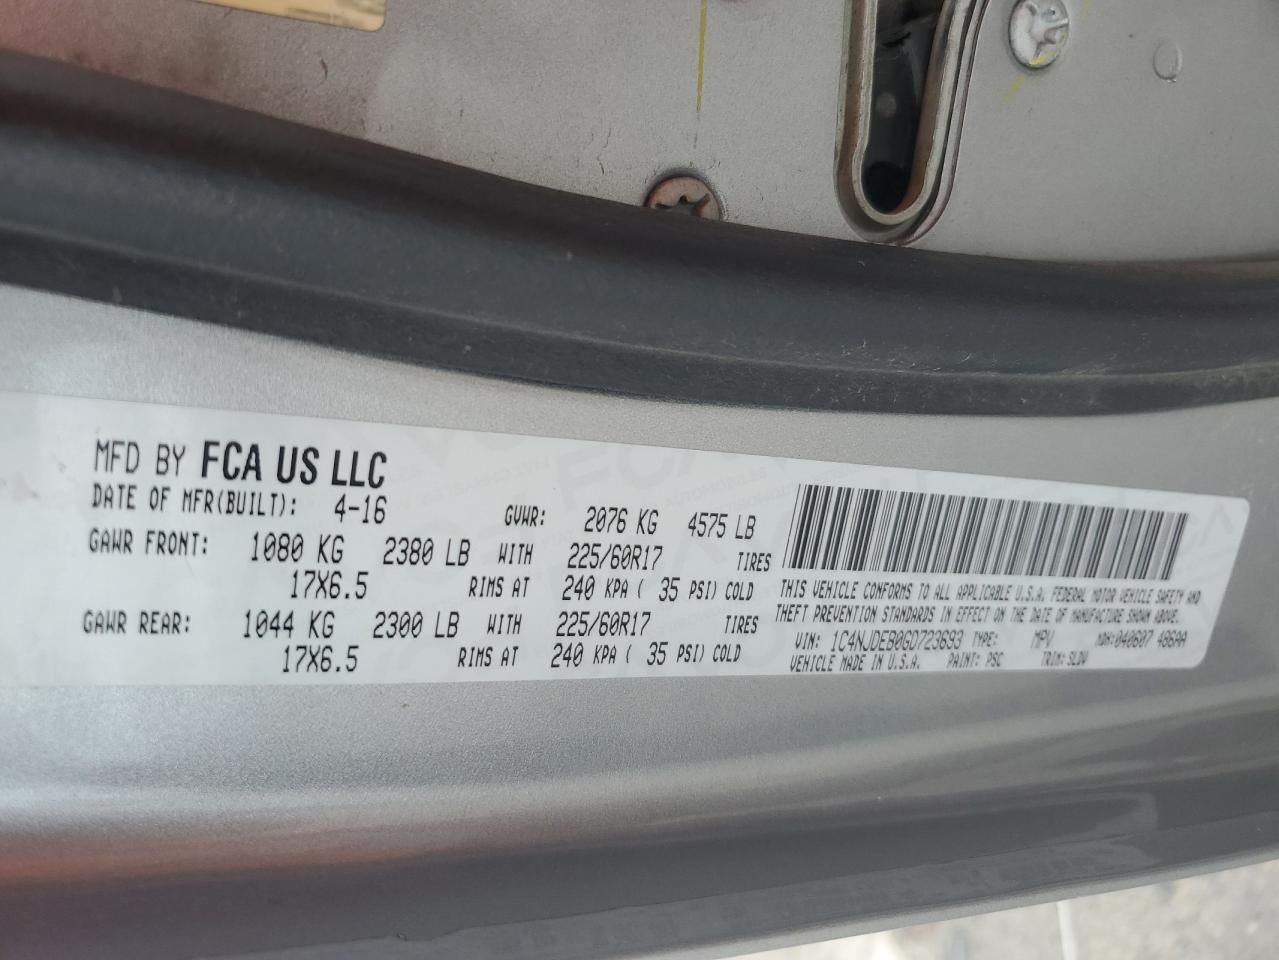 MFD BY FCA US LLC
DATE OF MFR(BUILT): 4-16 GVWR: 2076 KG 4575 LB
GAWR FRONT: 1080 KG 2380 LB WITH 225/60R17 TIRES
17X6.5 RIMS AT 240 KPA ( 35 PSI) COLD
GAWR REAR: 1044 KG 2300 LB WITH 225/60R17 TIRES
17X6.5 RIMS AT 240 KPA ( 35 PSI) COLD
THIS VEHICLE CONFORMS TO ALL APPLICABLE U.S.A. FEDERAL MOTOR VEHICLE SAFETY AND
THEFT PREVENTION STANDARDS IN EFFECT ON THE DATE OF MANUFACTURE SHOWN ABOVE.
VIN: 1C4NJDEB0GD723693 TYPE: MPV MDH: 040607 486AA
VEHICLE MADE IN U.S.A. PAINT: PSC TRIM: SLDV